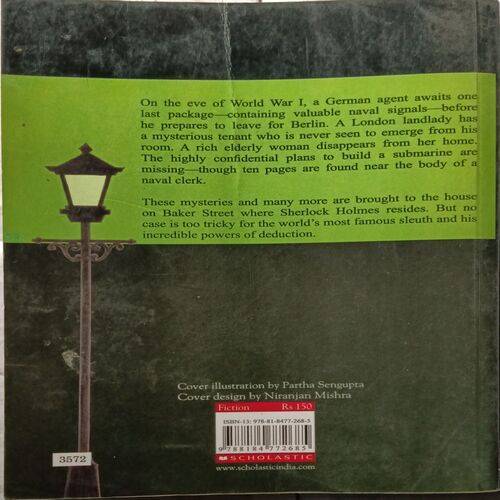 On the eve of World War I, a German agent awaits one
last package—containing valuable naval signals—before
he prepares to leave for Berlin. A London landlady has
a mysterious tenant who is never seen to emerge from his
room. A rich elderly woman disappears from her home.
The highly confidential plans to build a submarine are
missing—though ten pages are found near the body of a
naval clerk.
These mysteries and many more are brought to the house
on Baker Street where Sherlock Holmes resides. But no
case is too tricky for the world's most famous sleuth and his
incredible powers of deduction.
Cover illustration by Partha Sengupta
Cover design by Niranjan Mishra
Fiction Rs 150
ISBN-13: 978-81-8477-268-5
9 788184 772685
SCHOLASTIC
www.scholasticindia.com
3572